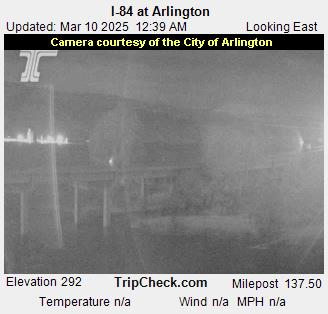 I-84 at Arlington
Updated: Mar 10 2025 12:39 AM Looking East
Camera courtesy of the City of Arlington
Elevation 292 TripCheck.com Milepost 137.50
Temperature n/a Wind n/a MPH n/a